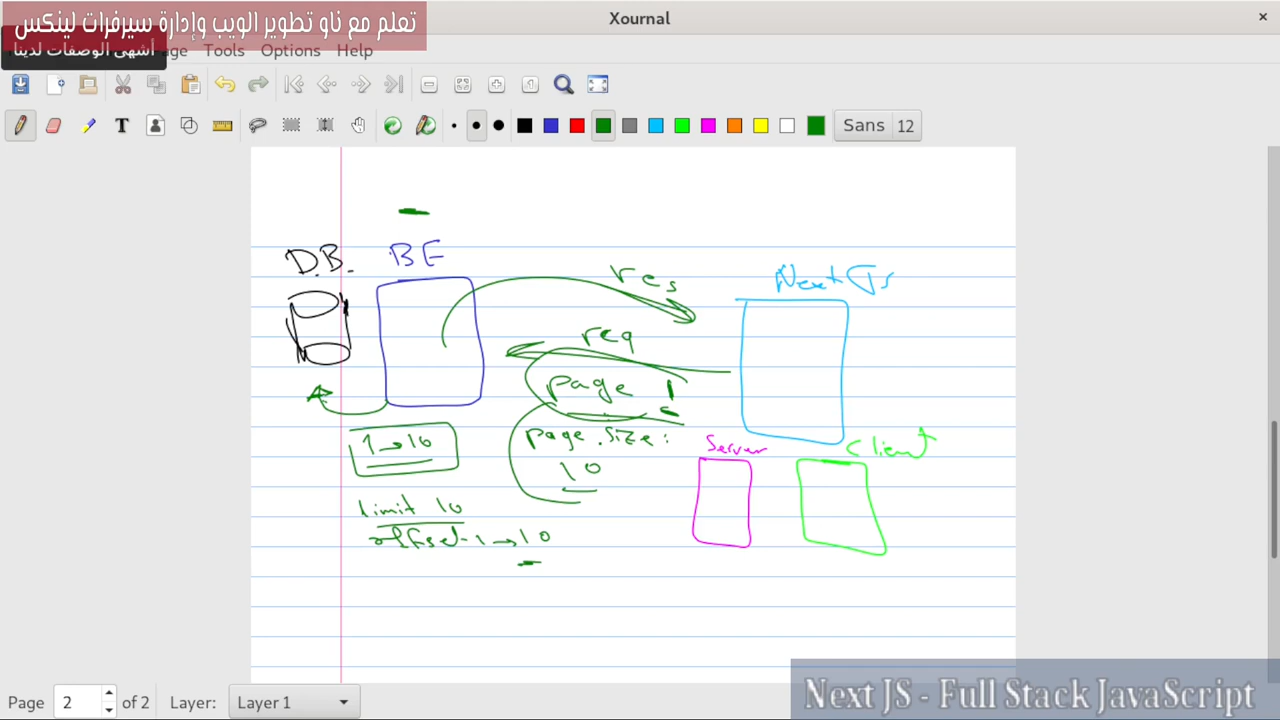 Xournal
تعلم مع ناو تطوير الويب وإدارة سيرفرات لينكس
أشهى الوصفات لدينا
Tools Options Help
Sans 12
D.B. BE
res
Next Js
req
page 1
page size:
10
1 → 10
Server
Client
limit 10
offset 1 → 10
Page 2 of 2 Layer: Layer 1
Next JS - Full Stack JavaScript